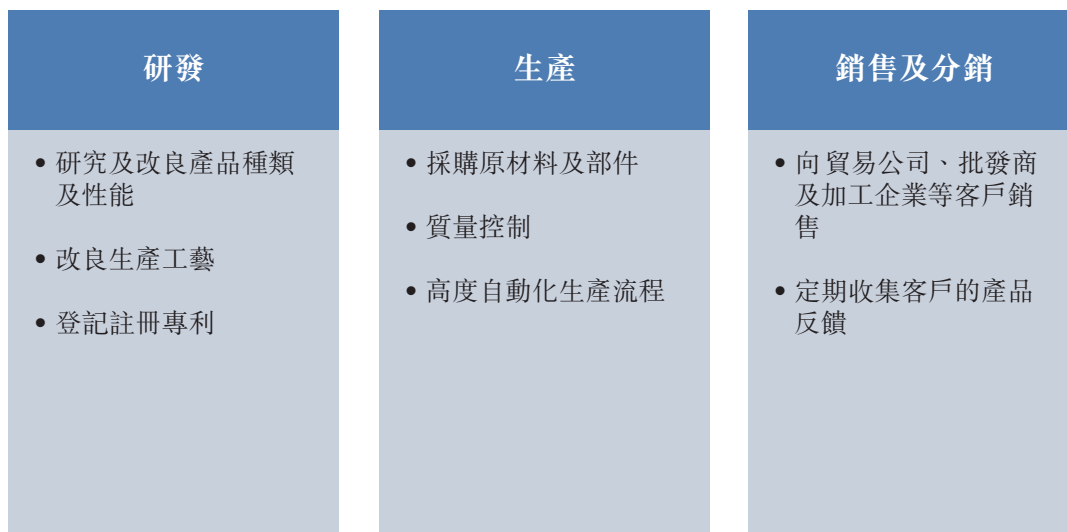 研發
• 研究及改良產品種類
及性能
• 改良生產工藝
• 登記註冊專利
生產
• 採購原材料及部件
• 質量控制
• 高度自動化生產流程
銷售及分銷
• 向貿易公司、批發商
及加工企業等客戶銷
售
• 定期收集客戶的產品
反饋